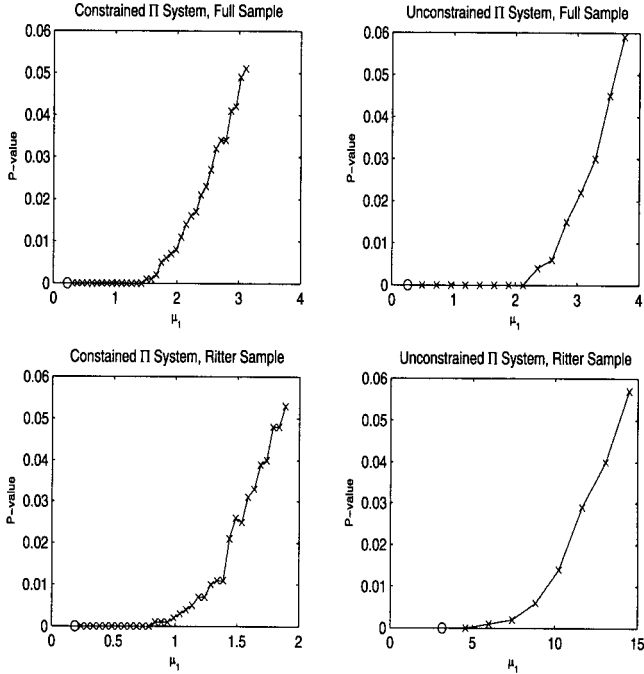 Constrained Π System, Full Sample
0.06
0.05
0.04
0.03
0.02
0.01
0
P-value
0 1 2 3 4
μ1
Unconstrained Π System, Full Sample
0.06
0.05
0.04
0.03
0.02
0.01
0
P-value
0 1 2 3 4
μ1
Constained Π System, Ritter Sample
0.06
0.05
0.04
0.03
0.02
0.01
0
P-value
0 0.5 1 1.5 2
μ1
Unconstrained Π System, Ritter Sample
0.06
0.05
0.04
0.03
0.02
0.01
0
P-value
0 5 10 15
μ1